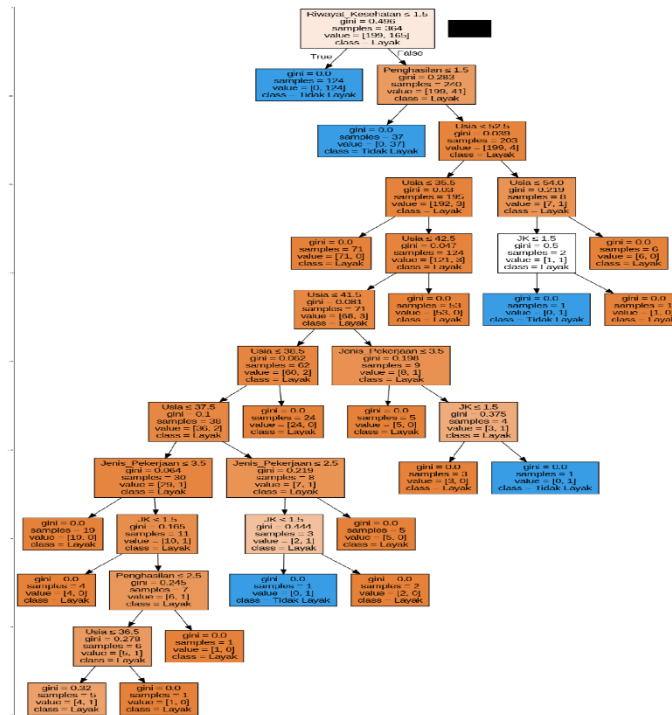 Riwayat_Kesehatan ≤ 1.5
gini = 0.496
samples = 364
value = [199, 165]
class = Layak
True
False
gini = 0.0
samples = 124
value = [0, 124]
class = Tidak Layak
Penghasilan ≤ 1.5
gini = 0.283
samples = 240
value = [199, 41]
class = Layak
gini = 0.0
samples = 37
value = [0, 37]
class = Tidak Layak
Usia ≤ 52.5
gini = 0.039
samples = 203
value = [199, 4]
class = Layak
Usia ≤ 35.5
gini = 0.03
samples = 195
value = [192, 3]
class = Layak
Usia ≤ 54.0
gini = 0.219
samples = 8
value = [7, 1]
class = Layak
gini = 0.0
samples = 71
value = [71, 0]
class = Layak
Usia ≤ 42.5
gini = 0.047
samples = 124
value = [121, 3]
class = Layak
JK ≤ 1.5
gini = 0.5
samples = 2
value = [1, 1]
class = Layak
gini = 0.0
samples = 6
value = [6, 0]
class = Layak
Usia ≤ 41.5
gini = 0.081
samples = 71
value = [68, 3]
class = Layak
gini = 0.0
samples = 53
value = [53, 0]
class = Layak
gini = 0.0
samples = 1
value = [0, 1]
class = Tidak Layak
gini = 0.0
samples = 1
value = [1, 0]
class = Layak
Usia ≤ 38.5
gini = 0.062
samples = 62
value = [60, 2]
class = Layak
Jenis_Pekerjaan ≤ 3.5
gini = 0.198
samples = 9
value = [8, 1]
class = Layak
Usia ≤ 37.5
gini = 0.1
samples = 38
value = [36, 2]
class = Layak
gini = 0.0
samples = 24
value = [24, 0]
class = Layak
gini = 0.0
samples = 5
value = [5, 0]
class = Layak
JK ≤ 1.5
gini = 0.375
samples = 4
value = [3, 1]
class = Layak
Jenis_Pekerjaan ≤ 3.5
gini = 0.064
samples = 30
value = [29, 1]
class = Layak
Jenis_Pekerjaan ≤ 2.5
gini = 0.219
samples = 8
value = [7, 1]
class = Layak
gini = 0.0
samples = 3
value = [3, 0]
class = Layak
gini = 0.0
samples = 1
value = [0, 1]
class = Tidak Layak
gini = 0.0
samples = 19
value = [19, 0]
class = Layak
JK ≤ 1.5
gini = 0.165
samples = 11
value = [10, 1]
class = Layak
JK ≤ 1.5
gini = 0.444
samples = 3
value = [2, 1]
class = Layak
gini = 0.0
samples = 5
value = [5, 0]
class = Layak
gini = 0.0
samples = 4
value = [4, 0]
class = Layak
Penghasilan ≤ 2.5
gini = 0.245
samples = 7
value = [6, 1]
class = Layak
gini = 0.0
samples = 1
value = [0, 1]
class = Tidak Layak
gini = 0.0
samples = 2
value = [2, 0]
class = Layak
Usia ≤ 36.5
gini = 0.278
samples = 6
value = [5, 1]
class = Layak
gini = 0.0
samples = 1
value = [1, 0]
class = Layak
gini = 0.32
samples = 5
value = [4, 1]
class = Layak
gini = 0.0
samples = 1
value = [1, 0]
class = Layak